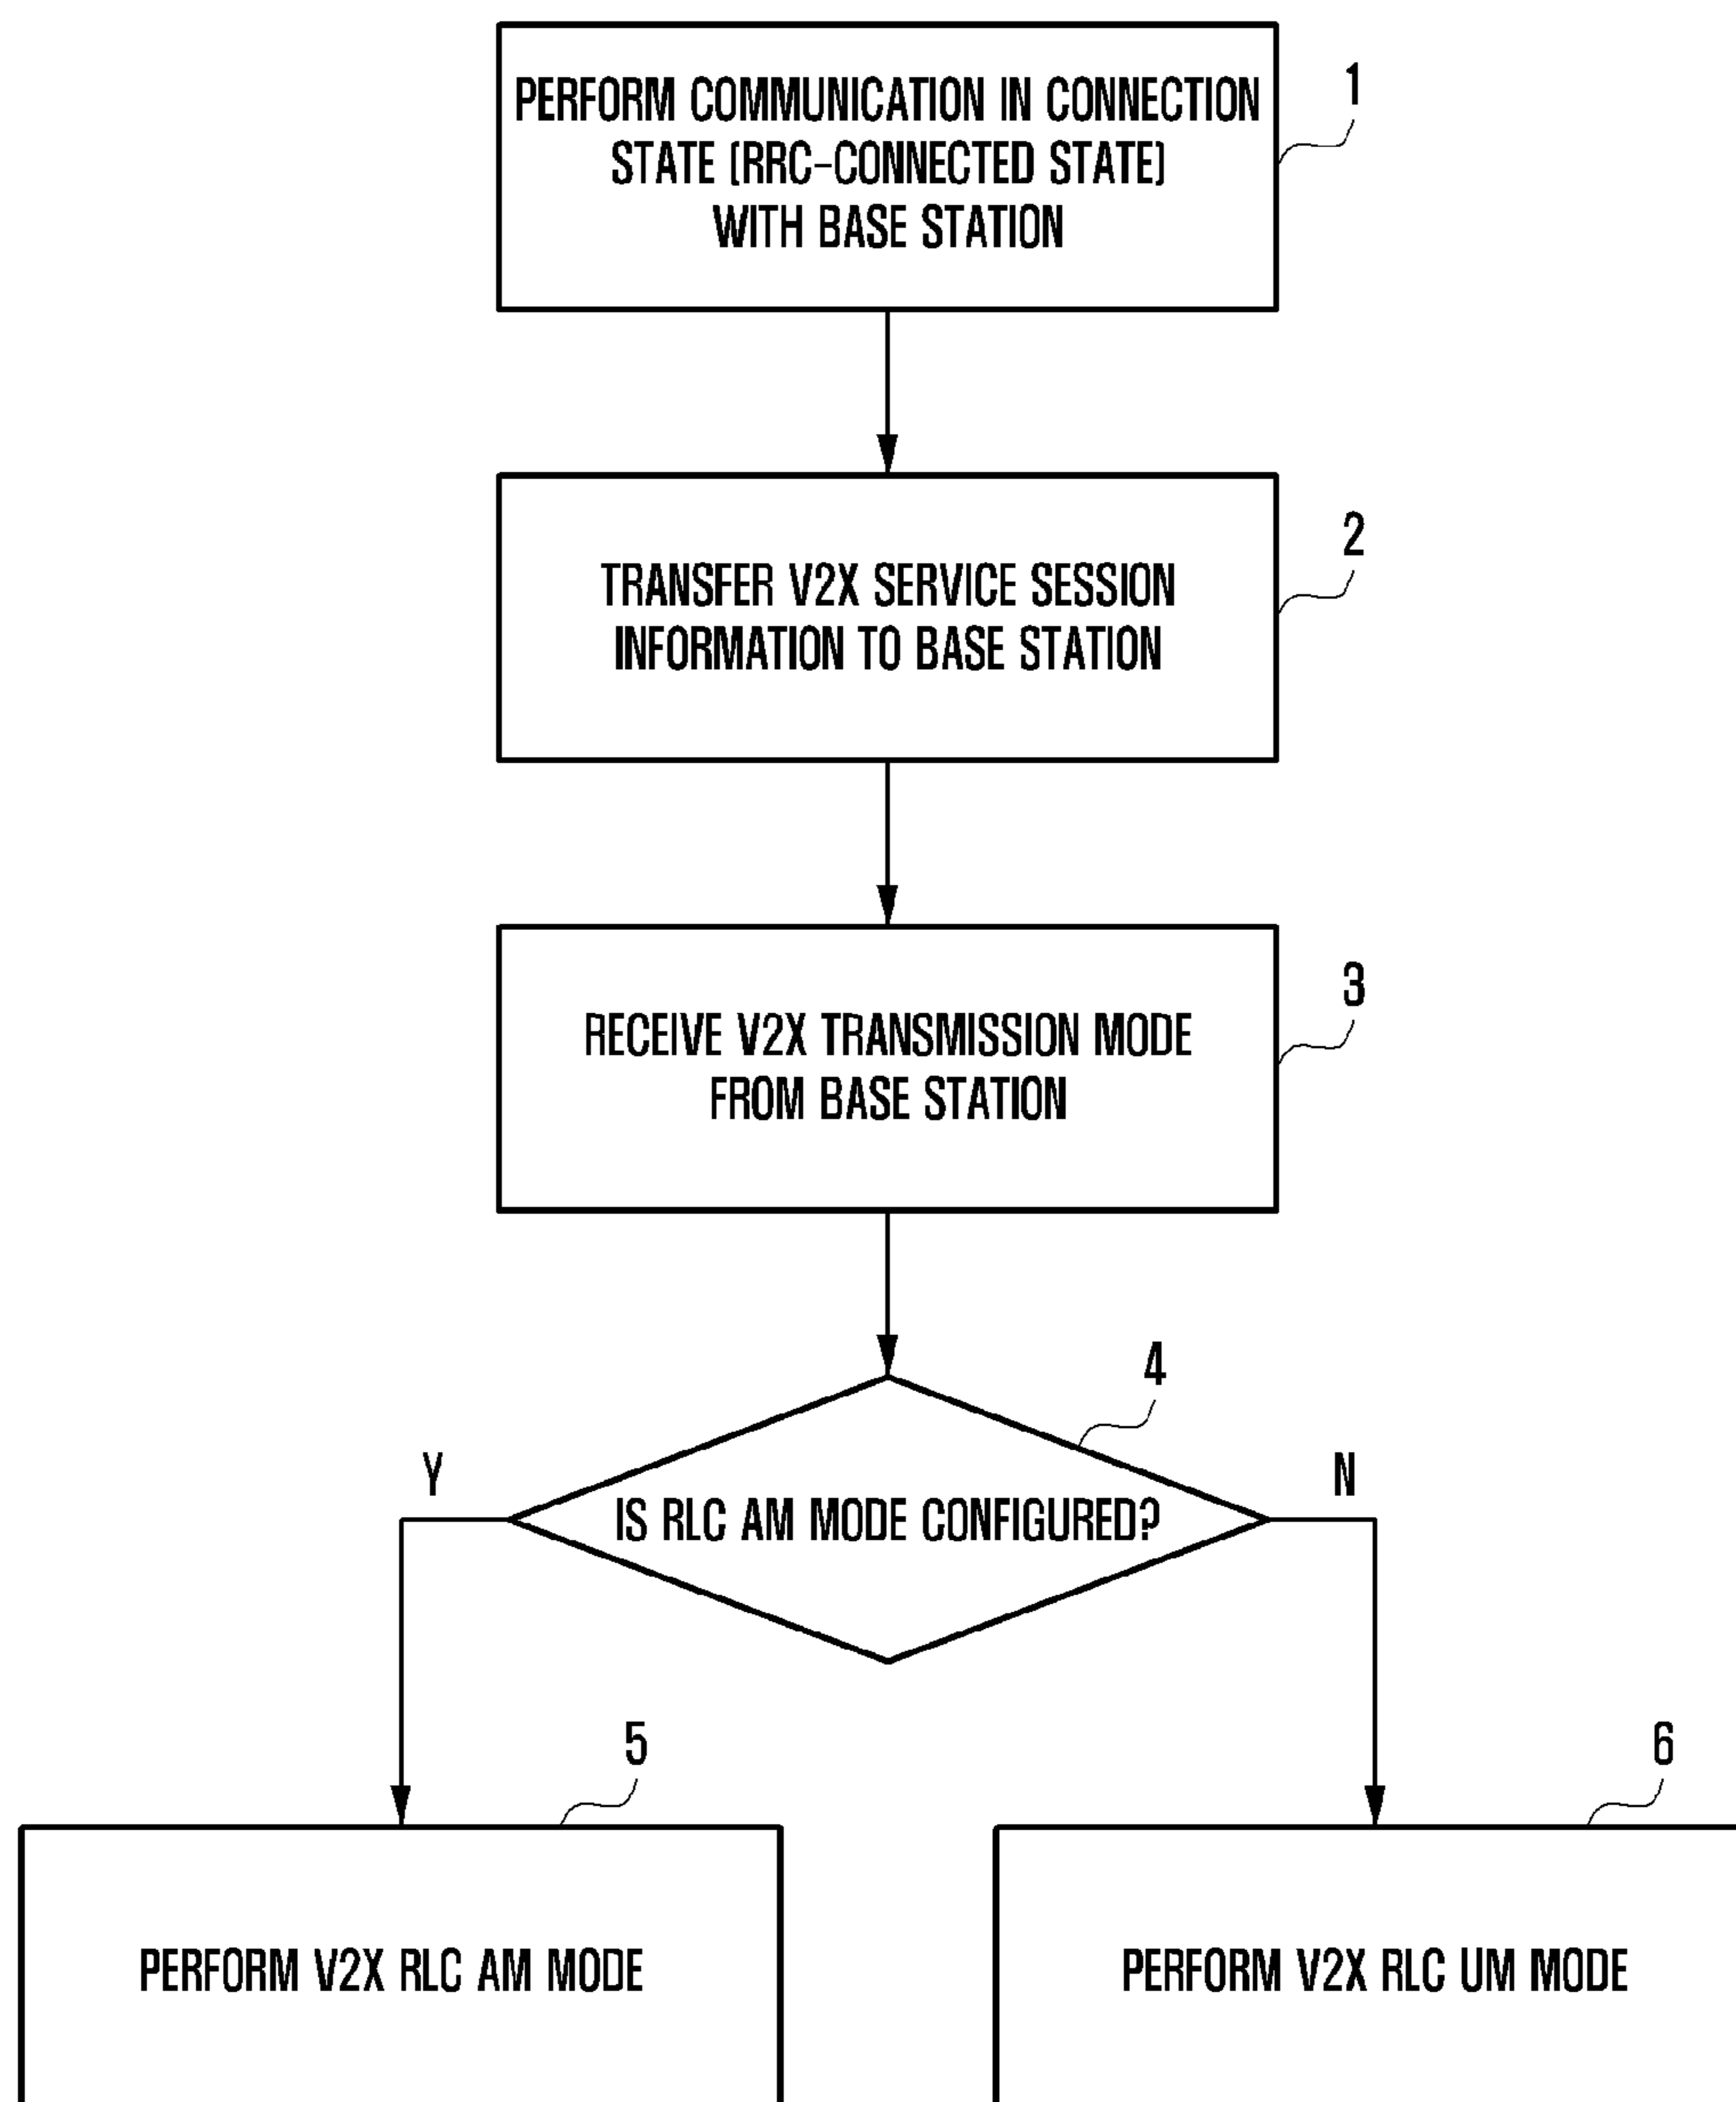 PERFORM COMMUNICATION IN CONNECTION
STATE (RRC-CONNECTED STATE)
WITH BASE STATION
1
TRANSFER V2X SERVICE SESSION
INFORMATION TO BASE STATION
2
RECEIVE V2X TRANSMISSION MODE
FROM BASE STATION
3
4
Y
N
IS RLC AM MODE CONFIGURED?
5
6
PERFORM V2X RLC AM MODE
PERFORM V2X RLC UM MODE